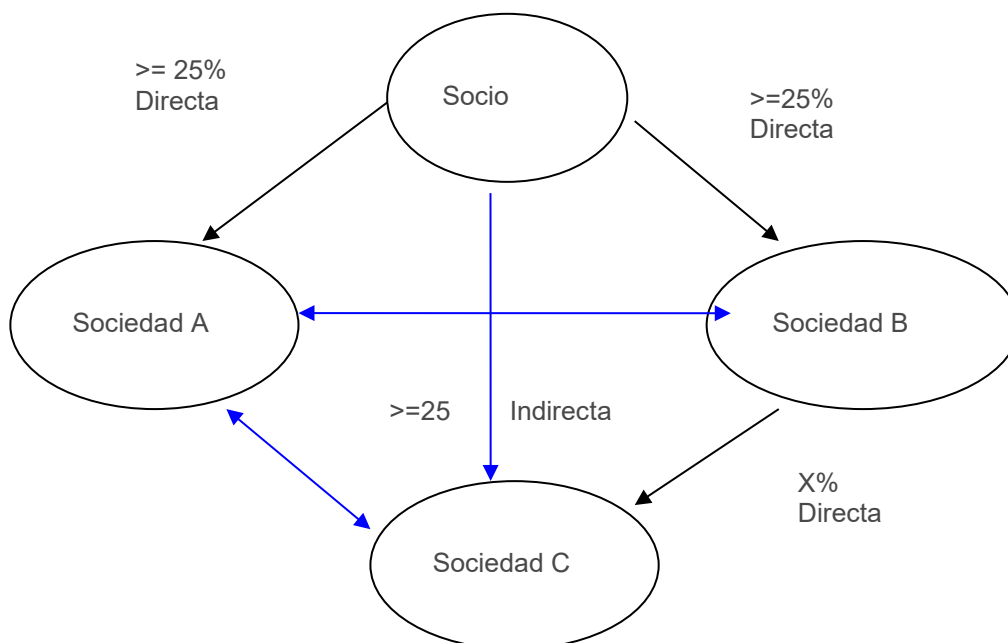 >= 25%
Directa
Socio
>=25%
Directa
Sociedad A
Sociedad B
>=25 Indirecta
X%
Directa
Sociedad C